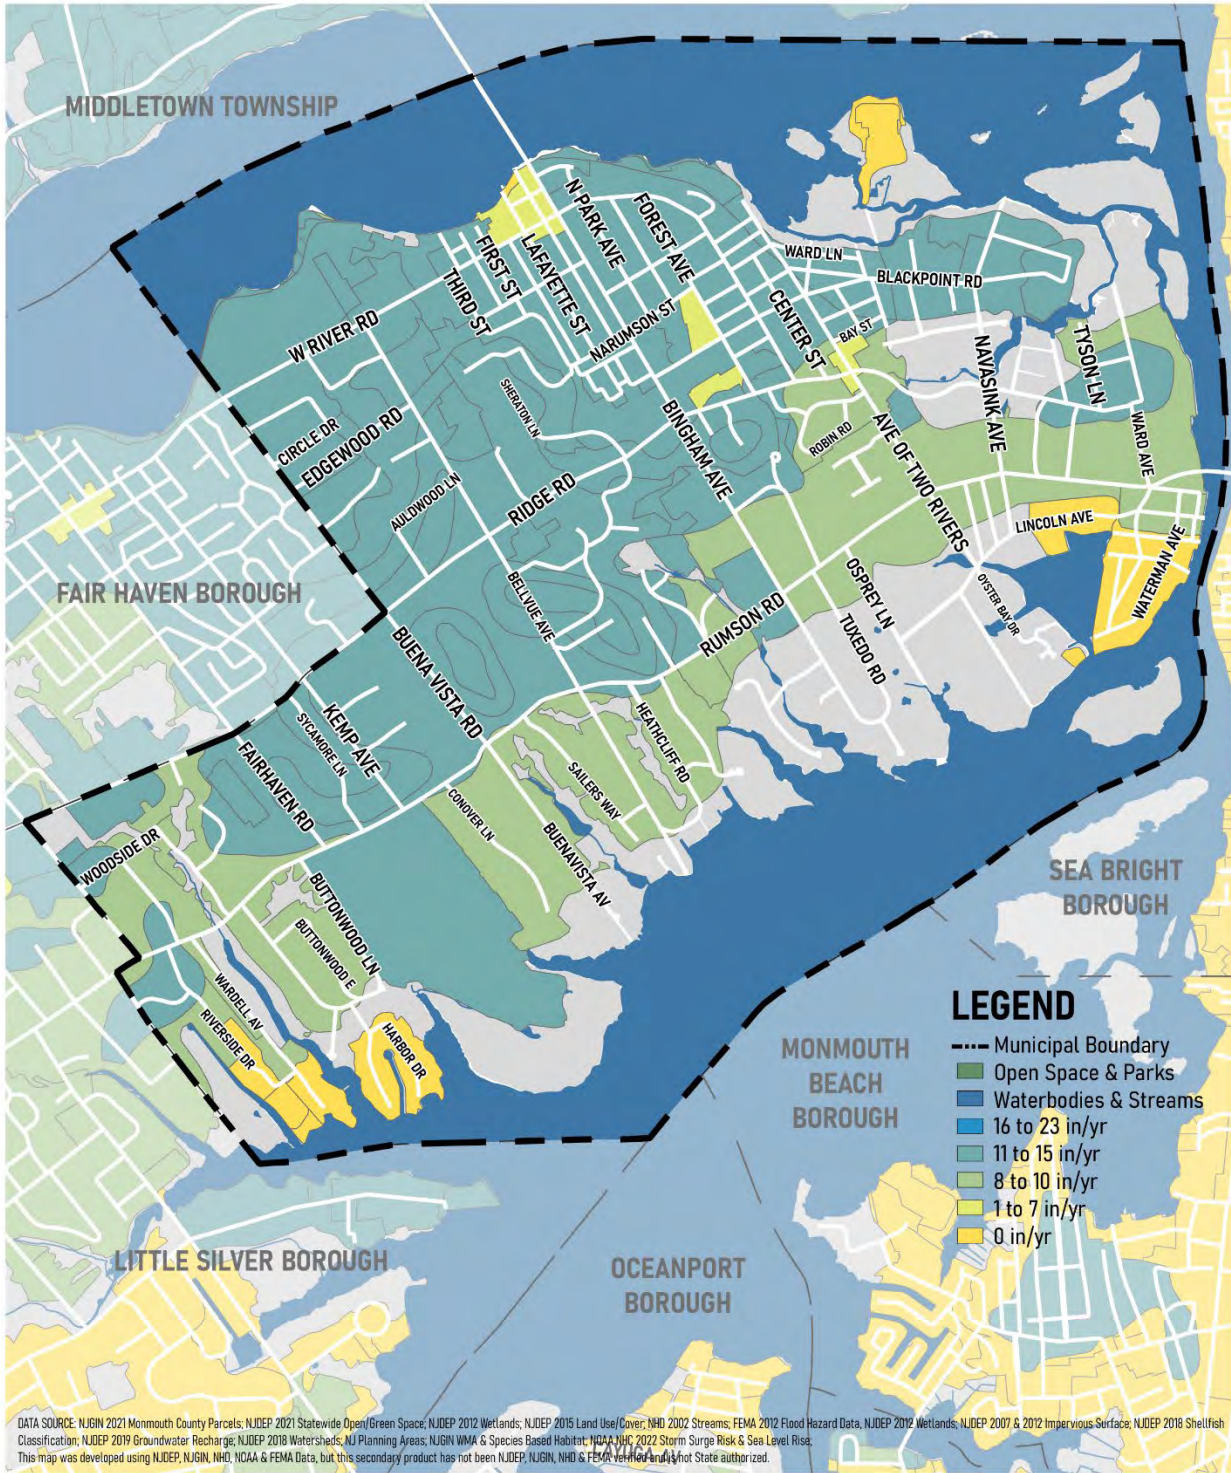 MIDDLETOWN TOWNSHIP
N PARK AVE
FOREST AVE
FIRST ST
LAFAYETTE ST
THIRD ST
WARD LN
BLACKPOINT RD
CENTER ST
W RIVER RD
NARUMSON ST
BAY ST
NAVASINK AVE
TYSON LN
SHERATON LN
CIRCLE DR
EDGEWOOD RD
BINGHAM AVE
ROBIN RD
AVE OF TWO RIVERS
WARD AVE
AULDWOOD LN
RIDGE RD
LINCOLN AVE
WATERMAN AVE
FAIR HAVEN BOROUGH
BELLVUE AVE
OSPREY LN
OYSTER BAY DR
RUMSON RD
TUXEDO RD
BUENA VISTA RD
KEMP AVE
SYCAMORE LN
HEATHCLIFF RD
FAIRHAVEN RD
SAILERS WAY
CONOVER LN
WOODSIDE DR
BUENAVISTA AV
BUTTONWOOD LN
BUTTONWOOD E
SEA BRIGHT
BOROUGH
WARDELL AV
RIVERSIDE DR
HARBOR DR
MONMOUTH
BEACH
BOROUGH
LEGEND
Municipal Boundary
Open Space & Parks
Waterbodies & Streams
16 to 23 in/yr
11 to 15 in/yr
8 to 10 in/yr
1 to 7 in/yr
0 in/yr
LITTLE SILVER BOROUGH
OCEANPORT
BOROUGH
DATA SOURCE: NJGIN 2021 Monmouth County Parcels; NJDEP 2021 Statewide Open/Green Space; NJDEP 2012 Wetlands; NJDEP 2015 Land Use/Cover; NHD 2002 Streams; FEMA 2012 Flood Hazard Data, NJDEP 2012 Wetlands; NJDEP 2007 & 2012 Impervious Surface; NJDEP 2018 Shellfish
Classification; NJDEP 2019 Groundwater Recharge; NJDEP 2018 Watersheds; NJ Planning Areas; NJGIN WMA & Species Based Habitat; NOAA NHC 2022 Storm Surge Risk & Sea Level Rise;
This map was developed using NJDEP, NJGIN, NHD, NOAA & FEMA Data, but this secondary product has not been NJDEP, NJGIN, NHD & FEMA verified and is not State authorized.